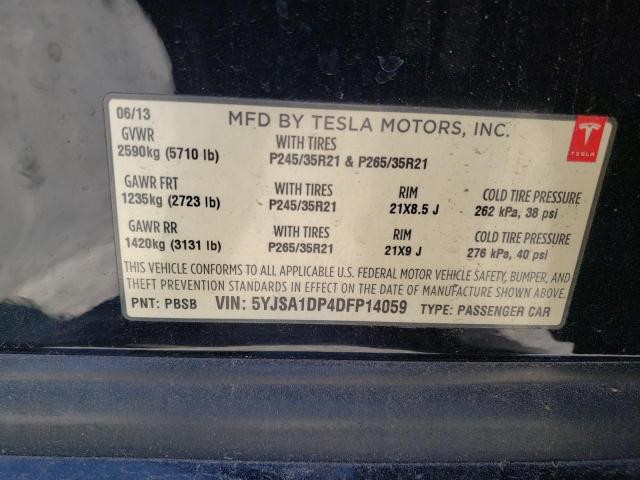 06/13 MFD BY TESLA MOTORS, INC. TESLA
GVWR WITH TIRES
2590kg (5710 lb) P245/35R21 & P265/35R21
GAWR FRT WITH TIRES RIM COLD TIRE PRESSURE
1235kg (2723 lb) P245/35R21 21X8.5 J 262 kPa, 38 psi
GAWR RR WITH TIRES RIM COLD TIRE PRESSURE
1420kg (3131 lb) P265/35R21 21X9 J 276 kPa, 40 psi
THIS VEHICLE CONFORMS TO ALL APPLICABLE U.S. FEDERAL MOTOR VEHICLE SAFETY, BUMPER, AND
THEFT PREVENTION STANDARDS IN EFFECT ON THE DATE OF MANUFACTURE SHOWN ABOVE.
PNT: PBSB VIN: 5YJSA1DP4DFP14059 TYPE: PASSENGER CAR